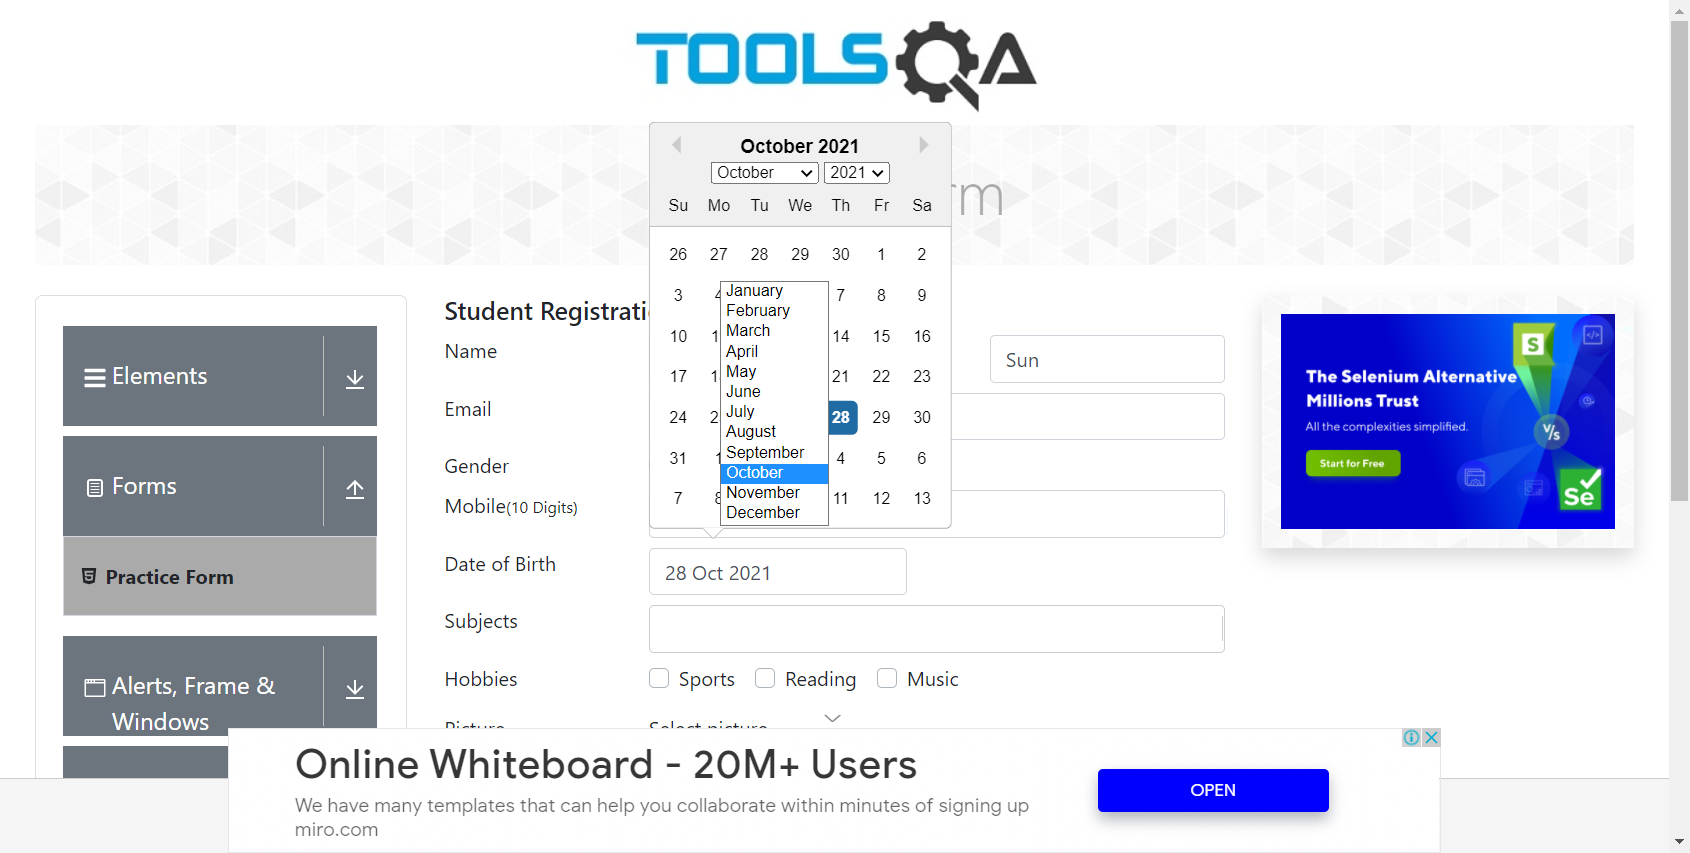 TOOLSQA
October 2021
October 2021
Su Mo Tu We Th Fr Sa
26 27 28 29 30 1 2
3 7 8 9
10 14 15 16
17 21 22 23
24 28 29 30
31 4 5 6
7 11 12 13
January
February
March
April
May
June
July
August
September
October
November
December
Elements
Forms
Practice Form
Alerts, Frame &
Windows
Student Registrati
Name
Sun
Email
Gender
Mobile(10 Digits)
Date of Birth
28 Oct 2021
Subjects
Hobbies
Sports Reading Music
Picture
Select picture
S
</>
The Selenium Alternative
Millions Trust
All the complexities simplified.
Start for Free
V/s
Se
Online Whiteboard - 20M+ Users
We have many templates that can help you collaborate within minutes of signing up
miro.com
OPEN